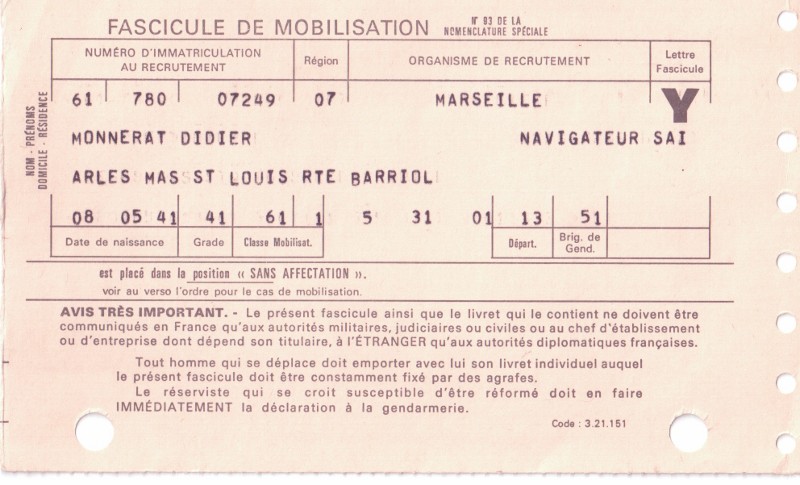 FASCICULE DE MOBILISATION N° 93 DE LA NOMENCLATURE SPÉCIALE
NUMÉRO D'IMMATRICULATION AU RECRUTEMENT Région ORGANISME DE RECRUTEMENT Lettre Fascicule
61 780 07249 07 MARSEILLE Y
NOM - PRÉNOMS
DOMICILE - RÉSIDENCE
MONNERAT DIDIER NAVIGATEUR SAI
ARLES MAS ST LOUIS RTE BARRIOL
08 05 41 41 61 1 5 31 01 13 51
Date de naissance Grade Classe Mobilisat. Départ. Brig. de Gend.
est placé dans la position « SANS AFFECTATION ».
voir au verso l'ordre pour le cas de mobilisation.
AVIS TRÈS IMPORTANT. - Le présent fascicule ainsi que le livret qui le contient ne doivent être
communiqués en France qu'aux autorités militaires, judiciaires ou civiles ou au chef d'établissement
ou d'entreprise dont dépend son titulaire, à l'ÉTRANGER qu'aux autorités diplomatiques françaises.
Tout homme qui se déplace doit emporter avec lui son livret individuel auquel
le présent fascicule doit être constamment fixé par des agrafes.
Le réserviste qui se croit susceptible d'être réformé doit en faire
IMMÉDIATEMENT la déclaration à la gendarmerie.
Code : 3.21.151